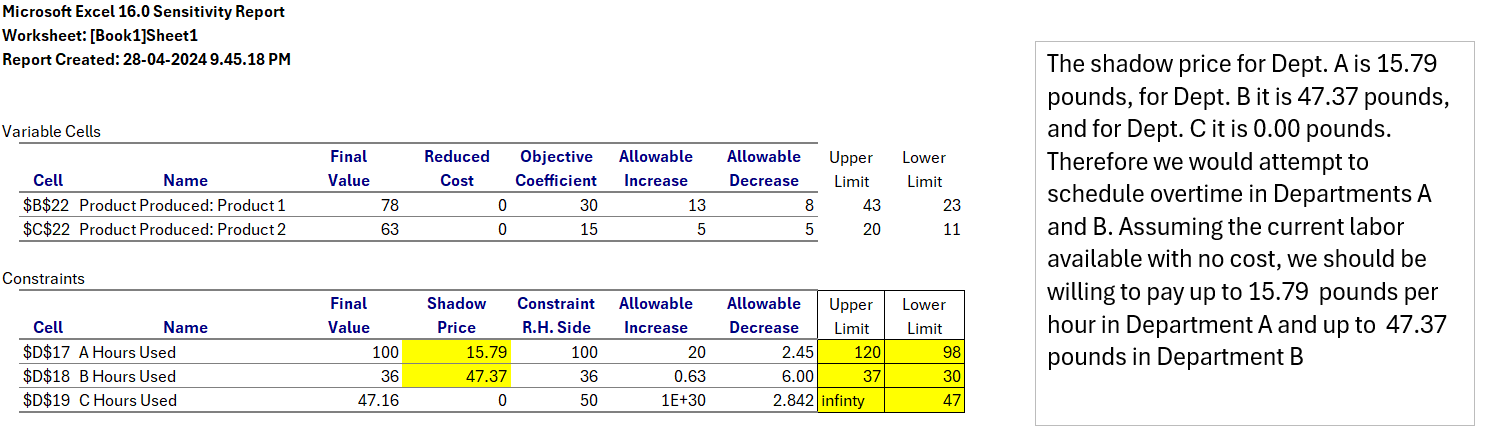 Microsoft Excel 16.0 Sensitivity Report
Worksheet: [Book1]Sheet1
Report Created: 28-04-2024 9.45.18 PM
Variable Cells
Final Reduced Objective Allowable Allowable Upper Lower
Cell Name Value Cost Coefficient Increase Decrease Limit Limit
$B$22 Product Produced: Product 1 78 0 30 13 8 43 23
$C$22 Product Produced: Product 2 63 0 15 5 5 20 11
Constraints
Final Shadow Constraint Allowable Allowable Upper Lower
Cell Name Value Price R.H. Side Increase Decrease Limit Limit
$D$17 A Hours Used 100 15.79 100 20 2.45 120 98
$D$18 B Hours Used 36 47.37 36 0.63 6.00 37 30
$D$19 C Hours Used 47.16 0 50 1E+30 2.842 infinty 47
The shadow price for Dept. A is 15.79
pounds, for Dept. B it is 47.37 pounds,
and for Dept. C it is 0.00 pounds.
Therefore we would attempt to
schedule overtime in Departments A
and B. Assuming the current labor
available with no cost, we should be
willing to pay up to 15.79 pounds per
hour in Department A and up to 47.37
pounds in Department B